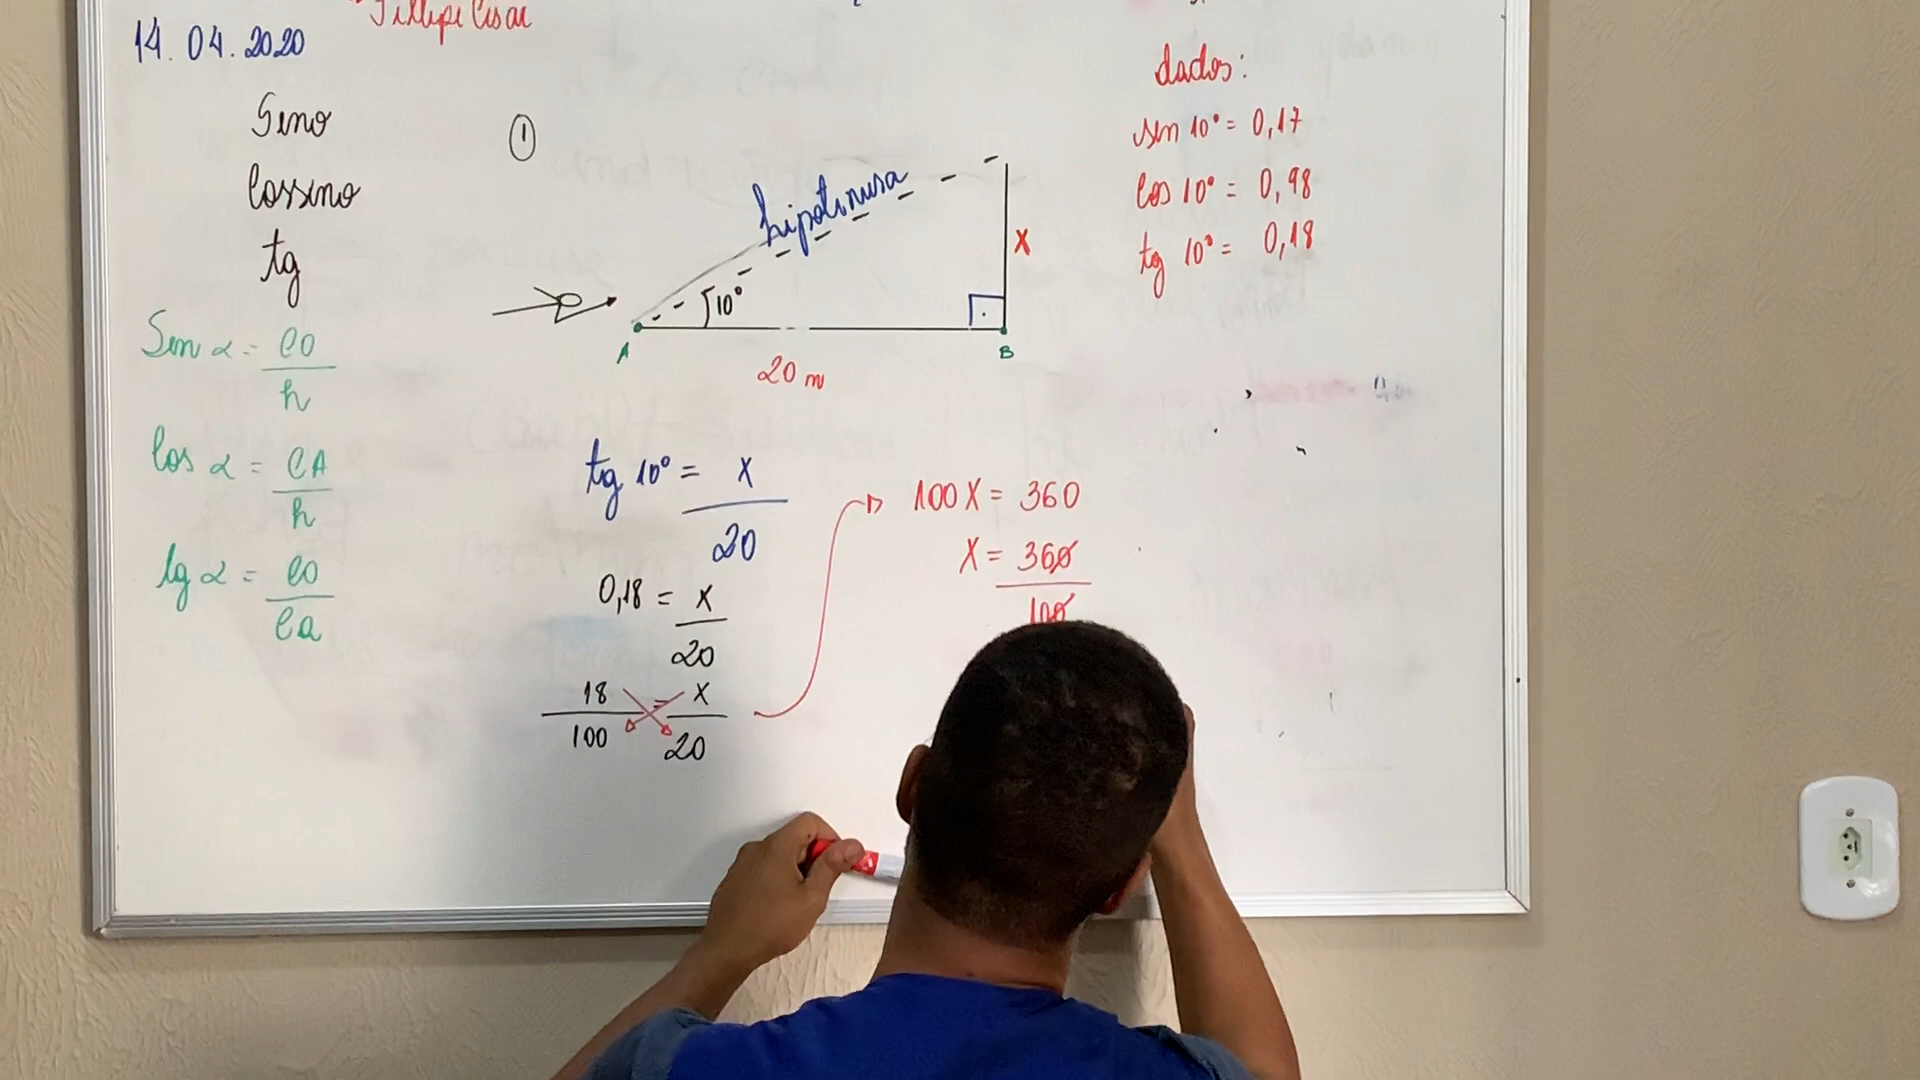 14.04.2020
Seno
Cosseno
tg
Sen α = CO
h
Cos α = CA
h
tg α = CO
Ca
1
hipotenusa
10°
x
A
B
20 m
tg 10° = x
20
0,18 = x
20
18 = x
100 20
100X = 360
X = 360
100
dados:
sen 10° = 0,17
Cos 10° = 0,98
tg 10° = 0,18